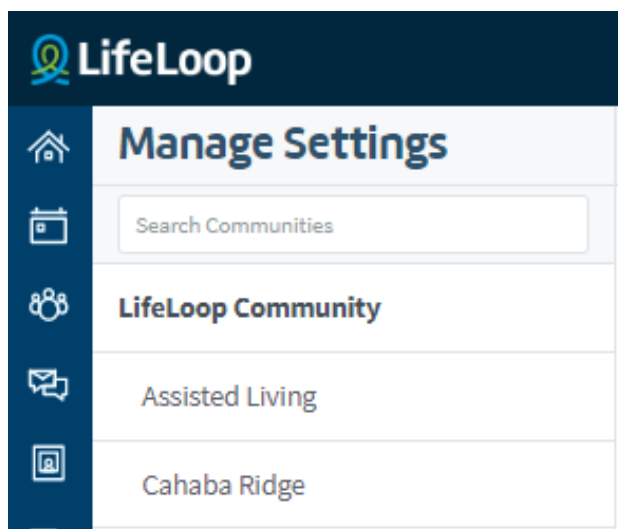 LifeLoop
Manage Settings
Search Communities
LifeLoop Community
Assisted Living
Cahaba Ridge